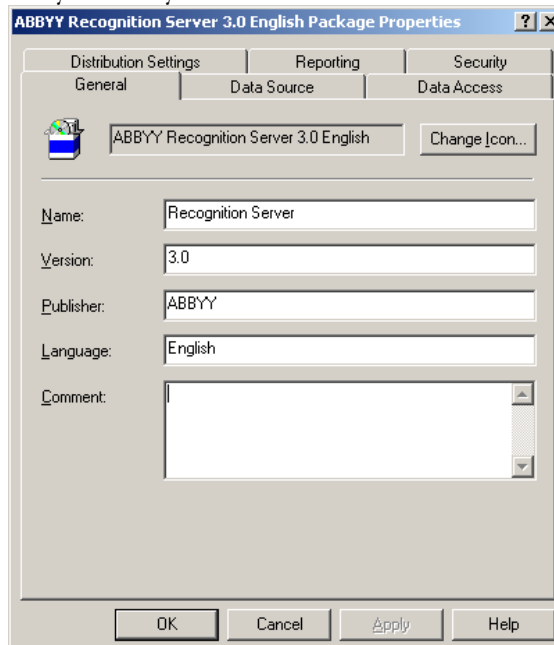 ABBYY Recognition Server 3.0 English Package Properties
Distribution Settings Reporting Security
General Data Source Data Access
ABBYY Recognition Server 3.0 English Change Icon...
Name: Recognition Server
Version: 3.0
Publisher: ABBYY
Language: English
Comment:
OK Cancel Apply Help